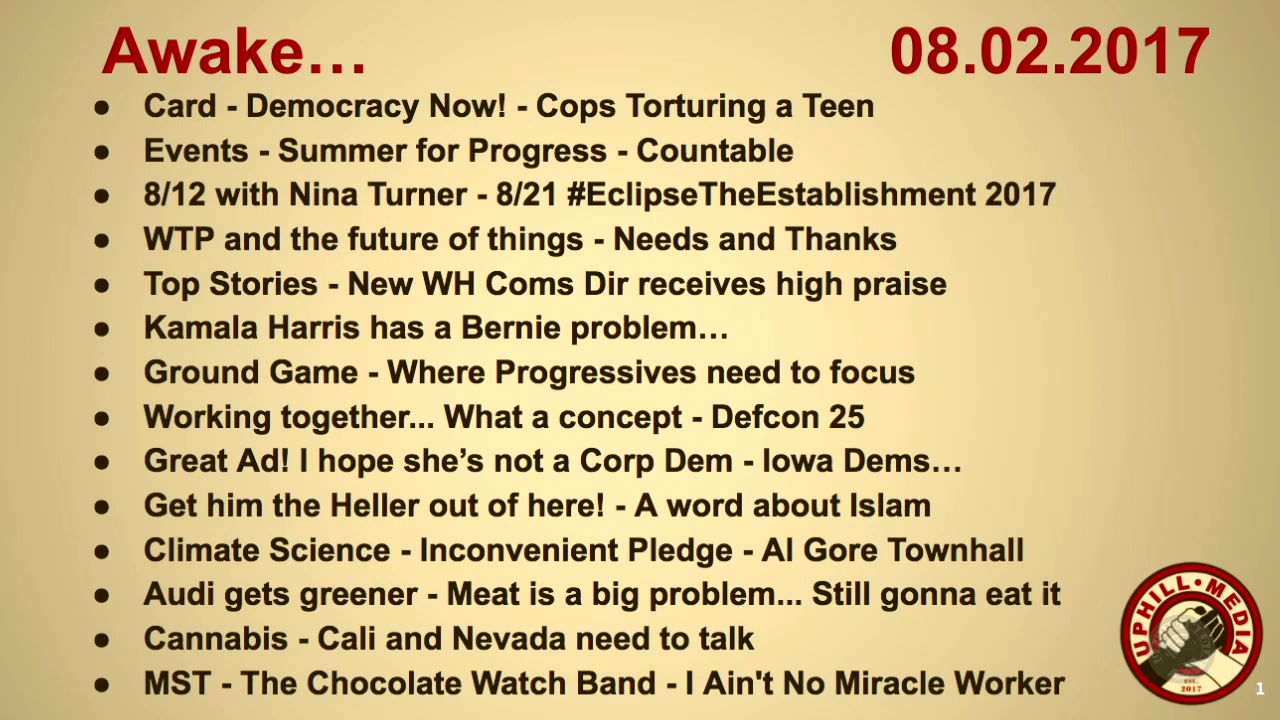 Awake… 08.02.2017
● Card - Democracy Now! - Cops Torturing a Teen
● Events - Summer for Progress - Countable
● 8/12 with Nina Turner - 8/21 #EclipseTheEstablishment 2017
● WTP and the future of things - Needs and Thanks
● Top Stories - New WH Coms Dir receives high praise
● Kamala Harris has a Bernie problem…
● Ground Game - Where Progressives need to focus
● Working together... What a concept - Defcon 25
● Great Ad! I hope she’s not a Corp Dem - Iowa Dems…
● Get him the Heller out of here! - A word about Islam
● Climate Science - Inconvenient Pledge - Al Gore Townhall
● Audi gets greener - Meat is a big problem... Still gonna eat it
● Cannabis - Cali and Nevada need to talk
● MST - The Chocolate Watch Band - I Ain't No Miracle Worker
UPHILL • MEDIA
EST.
2017
1